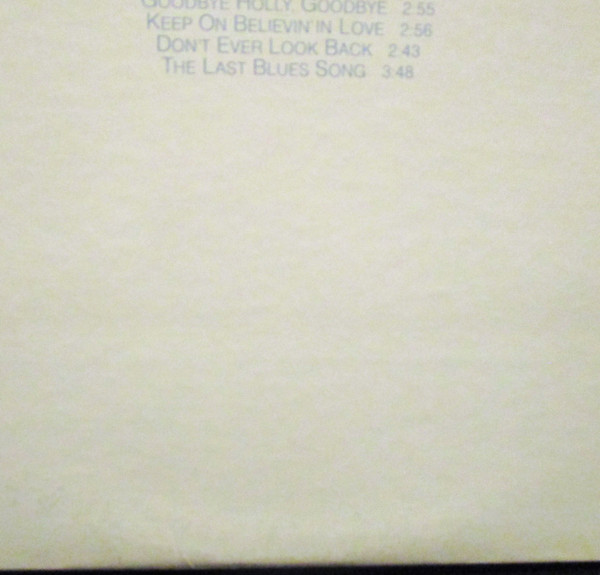 GOODBYE HOLLY, GOODBYE 2:55
KEEP ON BELIEVIN' IN LOVE 2:56
DON'T EVER LOOK BACK 2:43
THE LAST BLUES SONG 3:48